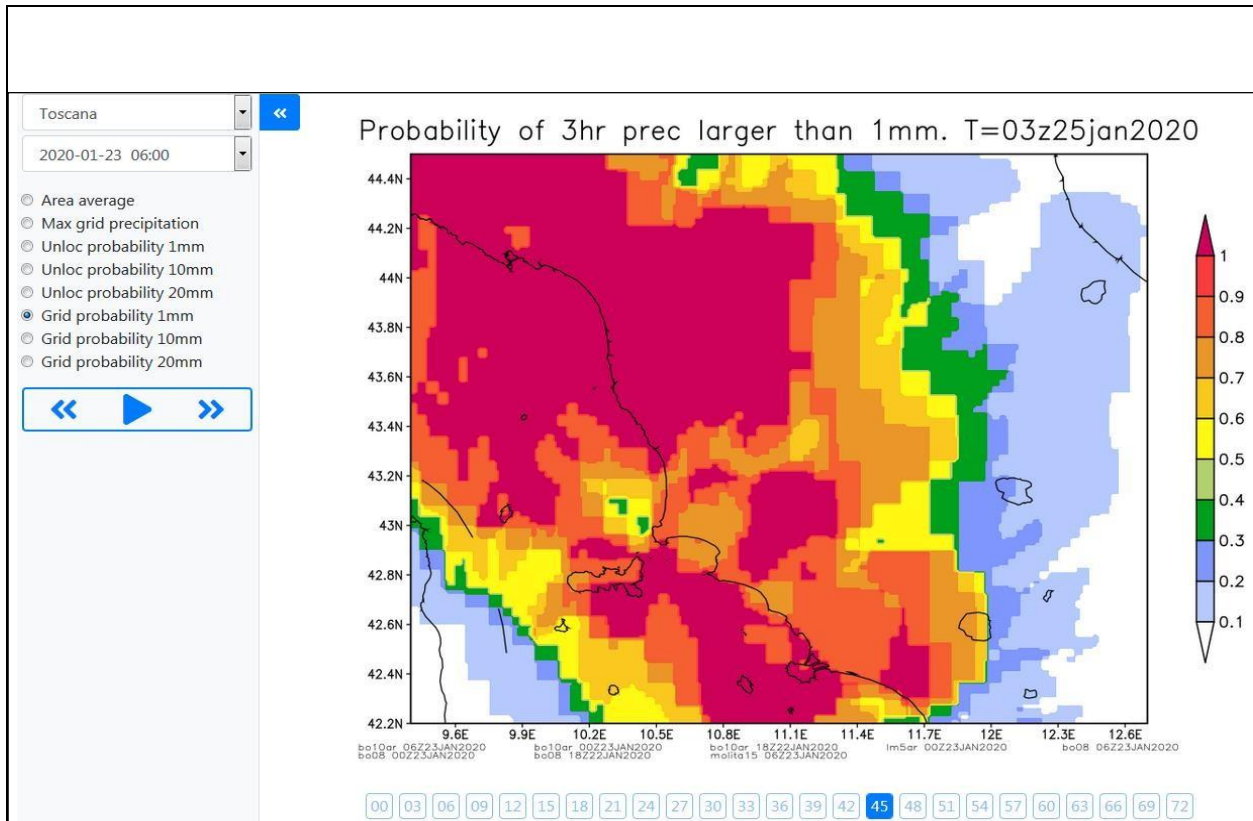 Toscana
2020-01-23 06:00
Area average
Max grid precipitation
Unloc probability 1mm
Unloc probability 10mm
Unloc probability 20mm
Grid probability 1mm
Grid probability 10mm
Grid probability 20mm
Probability of 3hr prec larger than 1mm. T=03z25jan2020
44.4N
44.2N
44N
43.8N
43.6N
43.4N
43.2N
43N
42.8N
42.6N
42.4N
42.2N
9.6E 9.9E 10.2E 10.5E 10.8E 11.1E 11.4E 11.7E 12E 12.3E 12.6E
1
0.9
0.8
0.7
0.6
0.5
0.4
0.3
0.2
0.1
bo10ar 06Z23JAN2020 bo10ar 00Z23JAN2020 bo10ar 18Z22JAN2020 lm5ar 00Z23JAN2020 bo08 06Z23JAN2020
bo08 00Z23JAN2020 bo08 18Z22JAN2020 molita15 06Z23JAN2020
00 03 06 09 12 15 18 21 24 27 30 33 36 39 42 45 48 51 54 57 60 63 66 69 72